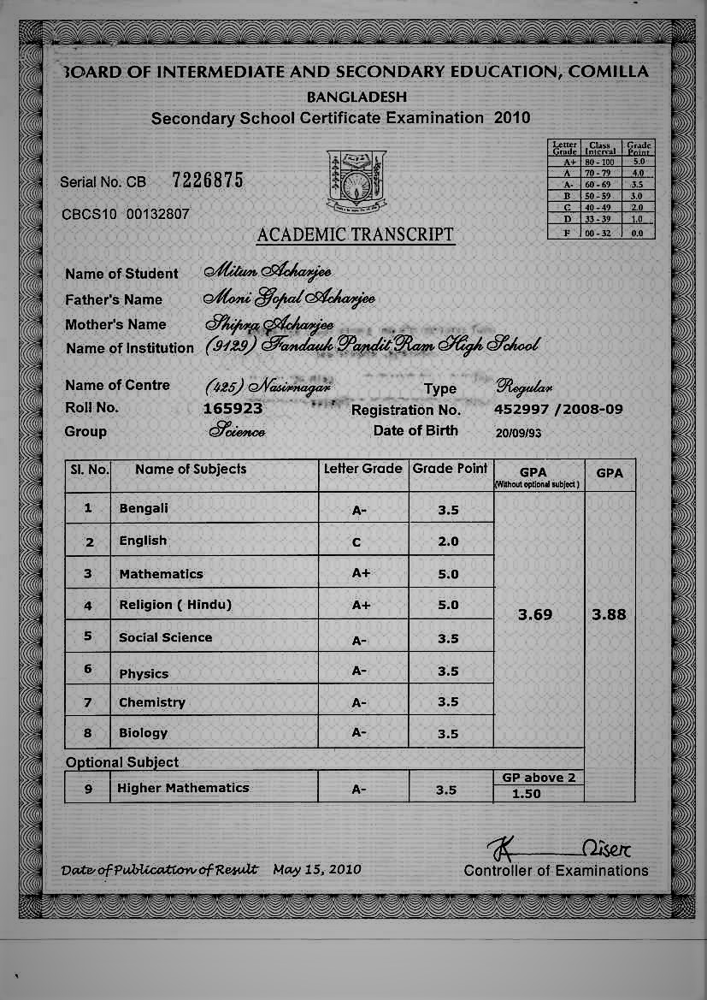 BOARD OF INTERMEDIATE AND SECONDARY EDUCATION, COMILLA
BANGLADESH
Secondary School Certificate Examination 2010
Letter Grade Class Interval Grade Point
A+ 80-100 5.0
A 70-79 4.0
A- 60-69 3.5
B 50-59 3.0
C 40-49 2.0
D 33-39 1.0
F 00-32 0.0
Serial No. CB 7226875
CBCS10 00132807
ACADEMIC TRANSCRIPT
Name of Student Mitun Acharjee
Father's Name Moni Gopal Acharjee
Mother's Name Shipra Acharjee
Name of Institution (9129) Fandauk Pandit Ram High School
Name of Centre (425) Nasirnagar Type Regular
Roll No. 165923 Registration No. 452997 /2008-09
Group Science Date of Birth 20/09/93
Sl. No. Name of Subjects Letter Grade Grade Point GPA (Without optional subject) GPA
1 Bengali A- 3.5
2 English C 2.0
3 Mathematics A+ 5.0
4 Religion ( Hindu) A+ 5.0
3.69 3.88
5 Social Science A- 3.5
6 Physics A- 3.5
7 Chemistry A- 3.5
8 Biology A- 3.5
Optional Subject
9 Higher Mathematics A- 3.5 GP above 2
1.50
Date of Publication of Result May 15, 2010
Controller of Examinations